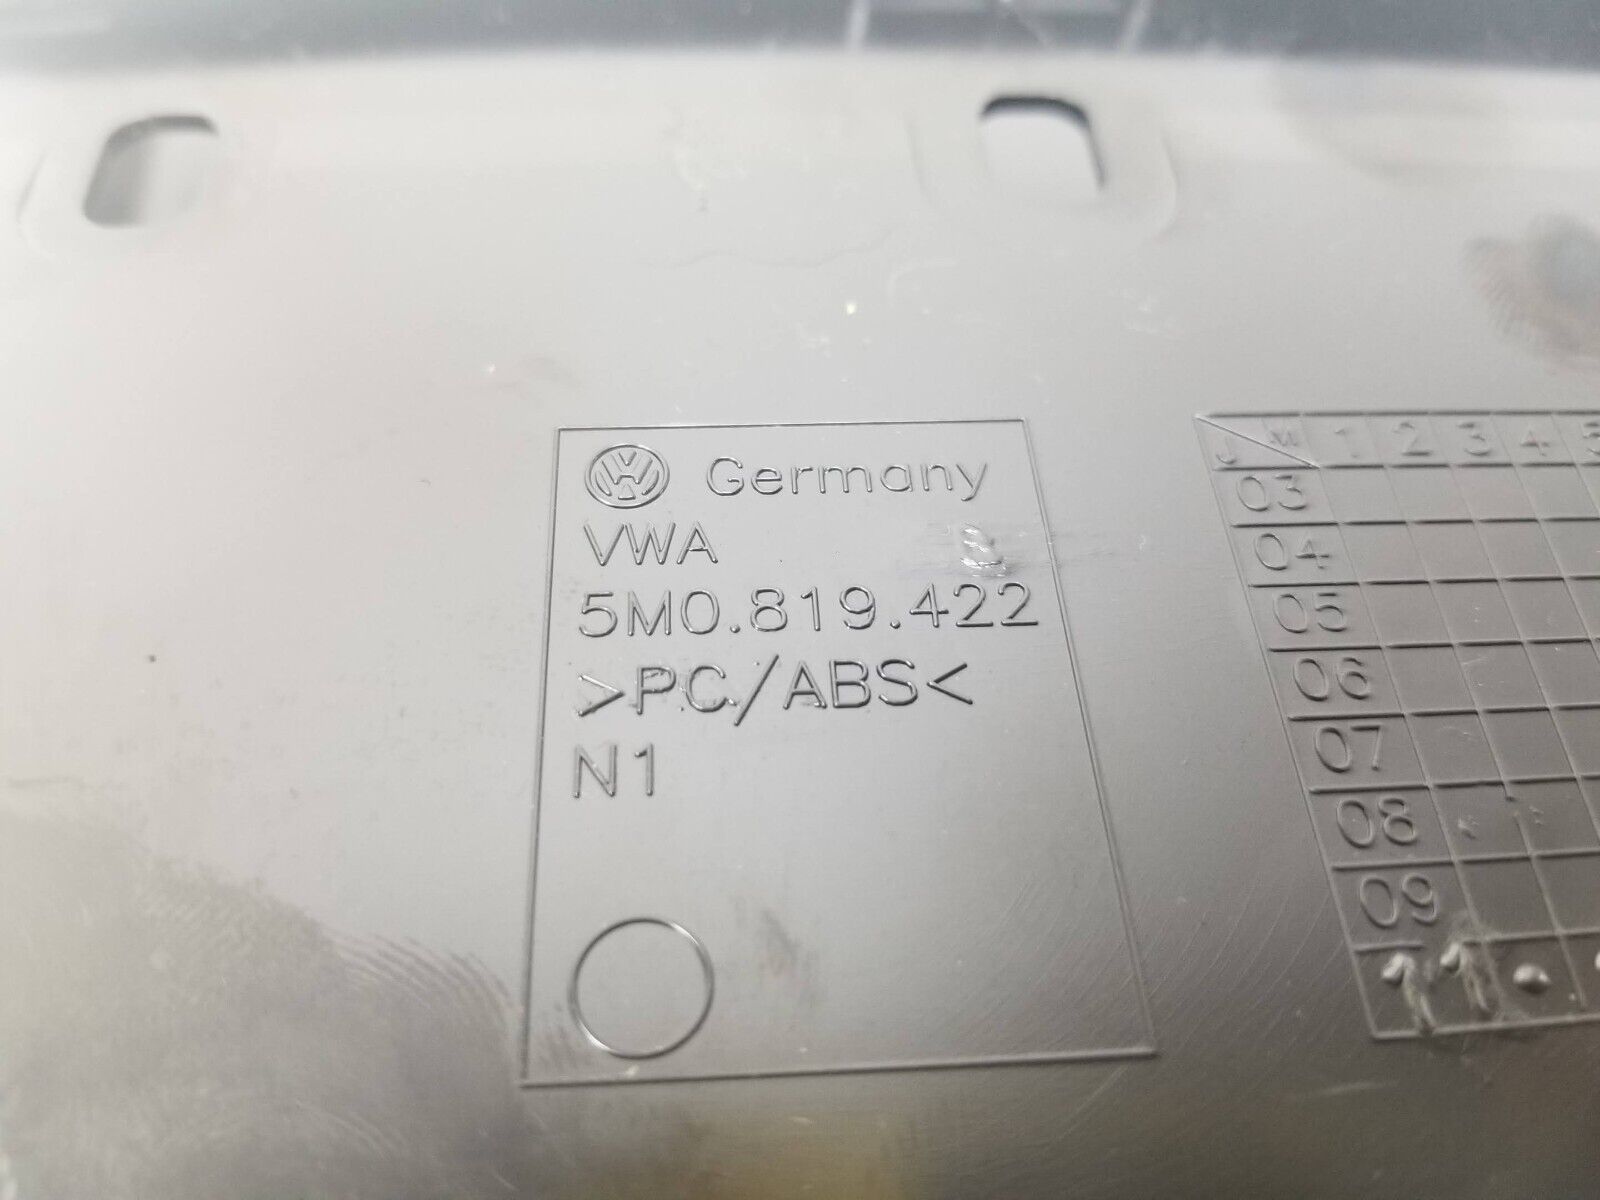 Germany
VWA
5M0.819.422
>PC/ABS<
N1
J M 1 2 3 4
03
04
05
06
07
08
09
11